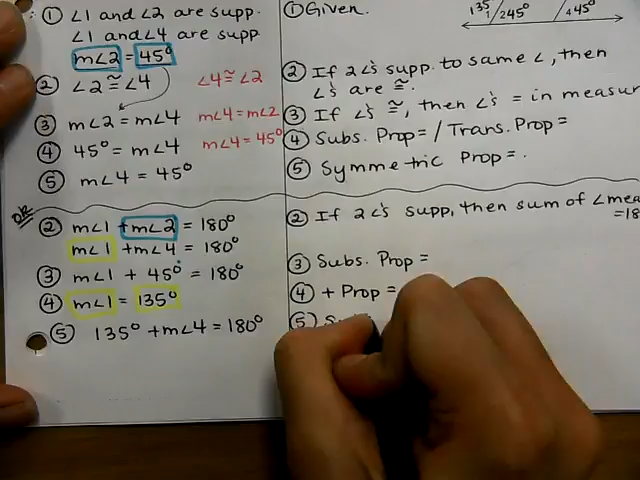 ① ∠1 and ∠2 are supp.
∠1 and ∠4 are supp
m∠2 = 45°
② ∠2 ≅ ∠4
∠4 ≅ ∠2
③ m∠2 = m∠4
m∠4 = m∠2
④ 45° = m∠4
m∠4 = 45°
⑤ m∠4 = 45°
① Given.
135
1/245°
/445°
② If 2∠'s supp. to same ∠, then
∠'s are ≅.
③ If ∠'s ≅, then ∠'s = in measur
④ Subs. Prop= / Trans. Prop=
⑤ Symmetric Prop=.
OR
② m∠1 + m∠2 = 180°
m∠1 + m∠4 = 180°
③ m∠1 + 45° = 180°
④ m∠1 = 135°
⑤ 135° + m∠4 = 180°
② If 2∠'s supp, then sum of ∠mea
=18
③ Subs. Prop =
④ + Prop =
⑤